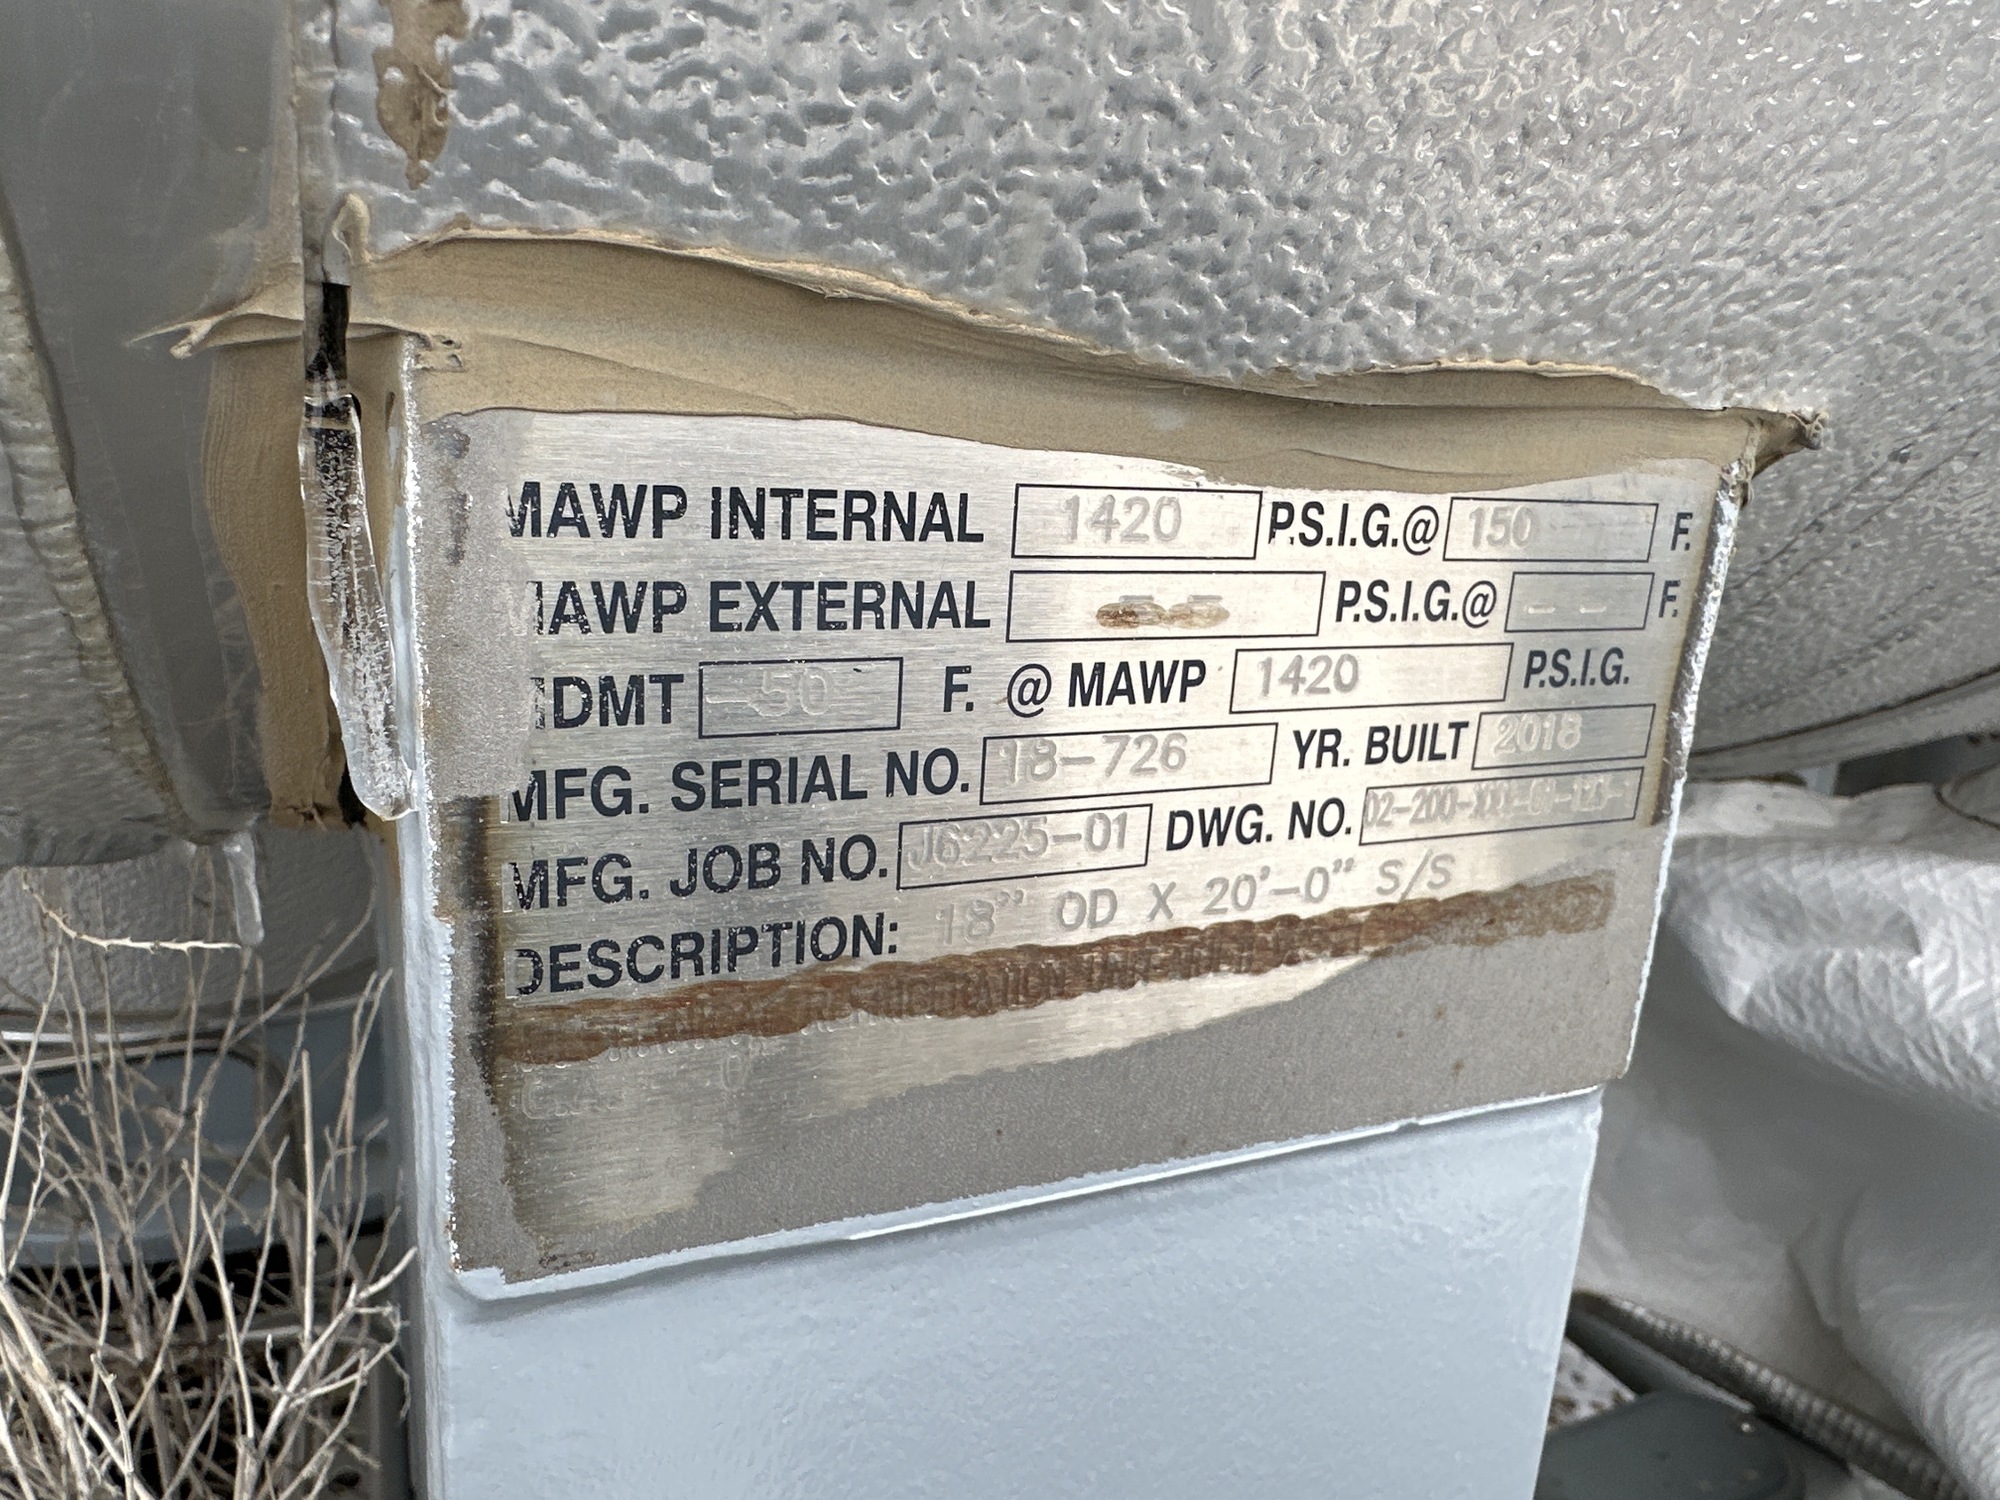 MAWP INTERNAL 1420 P.S.I.G.@ 150 F.
MAWP EXTERNAL -- P.S.I.G.@ -- F.
MDMT -50 F. @ MAWP 1420 P.S.I.G.
MFG. SERIAL NO. 18-726 YR. BUILT 2018
MFG. JOB NO. J6225-01 DWG. NO.
DESCRIPTION: 18" OD X 20'-0" S/S
REFRIGERATION